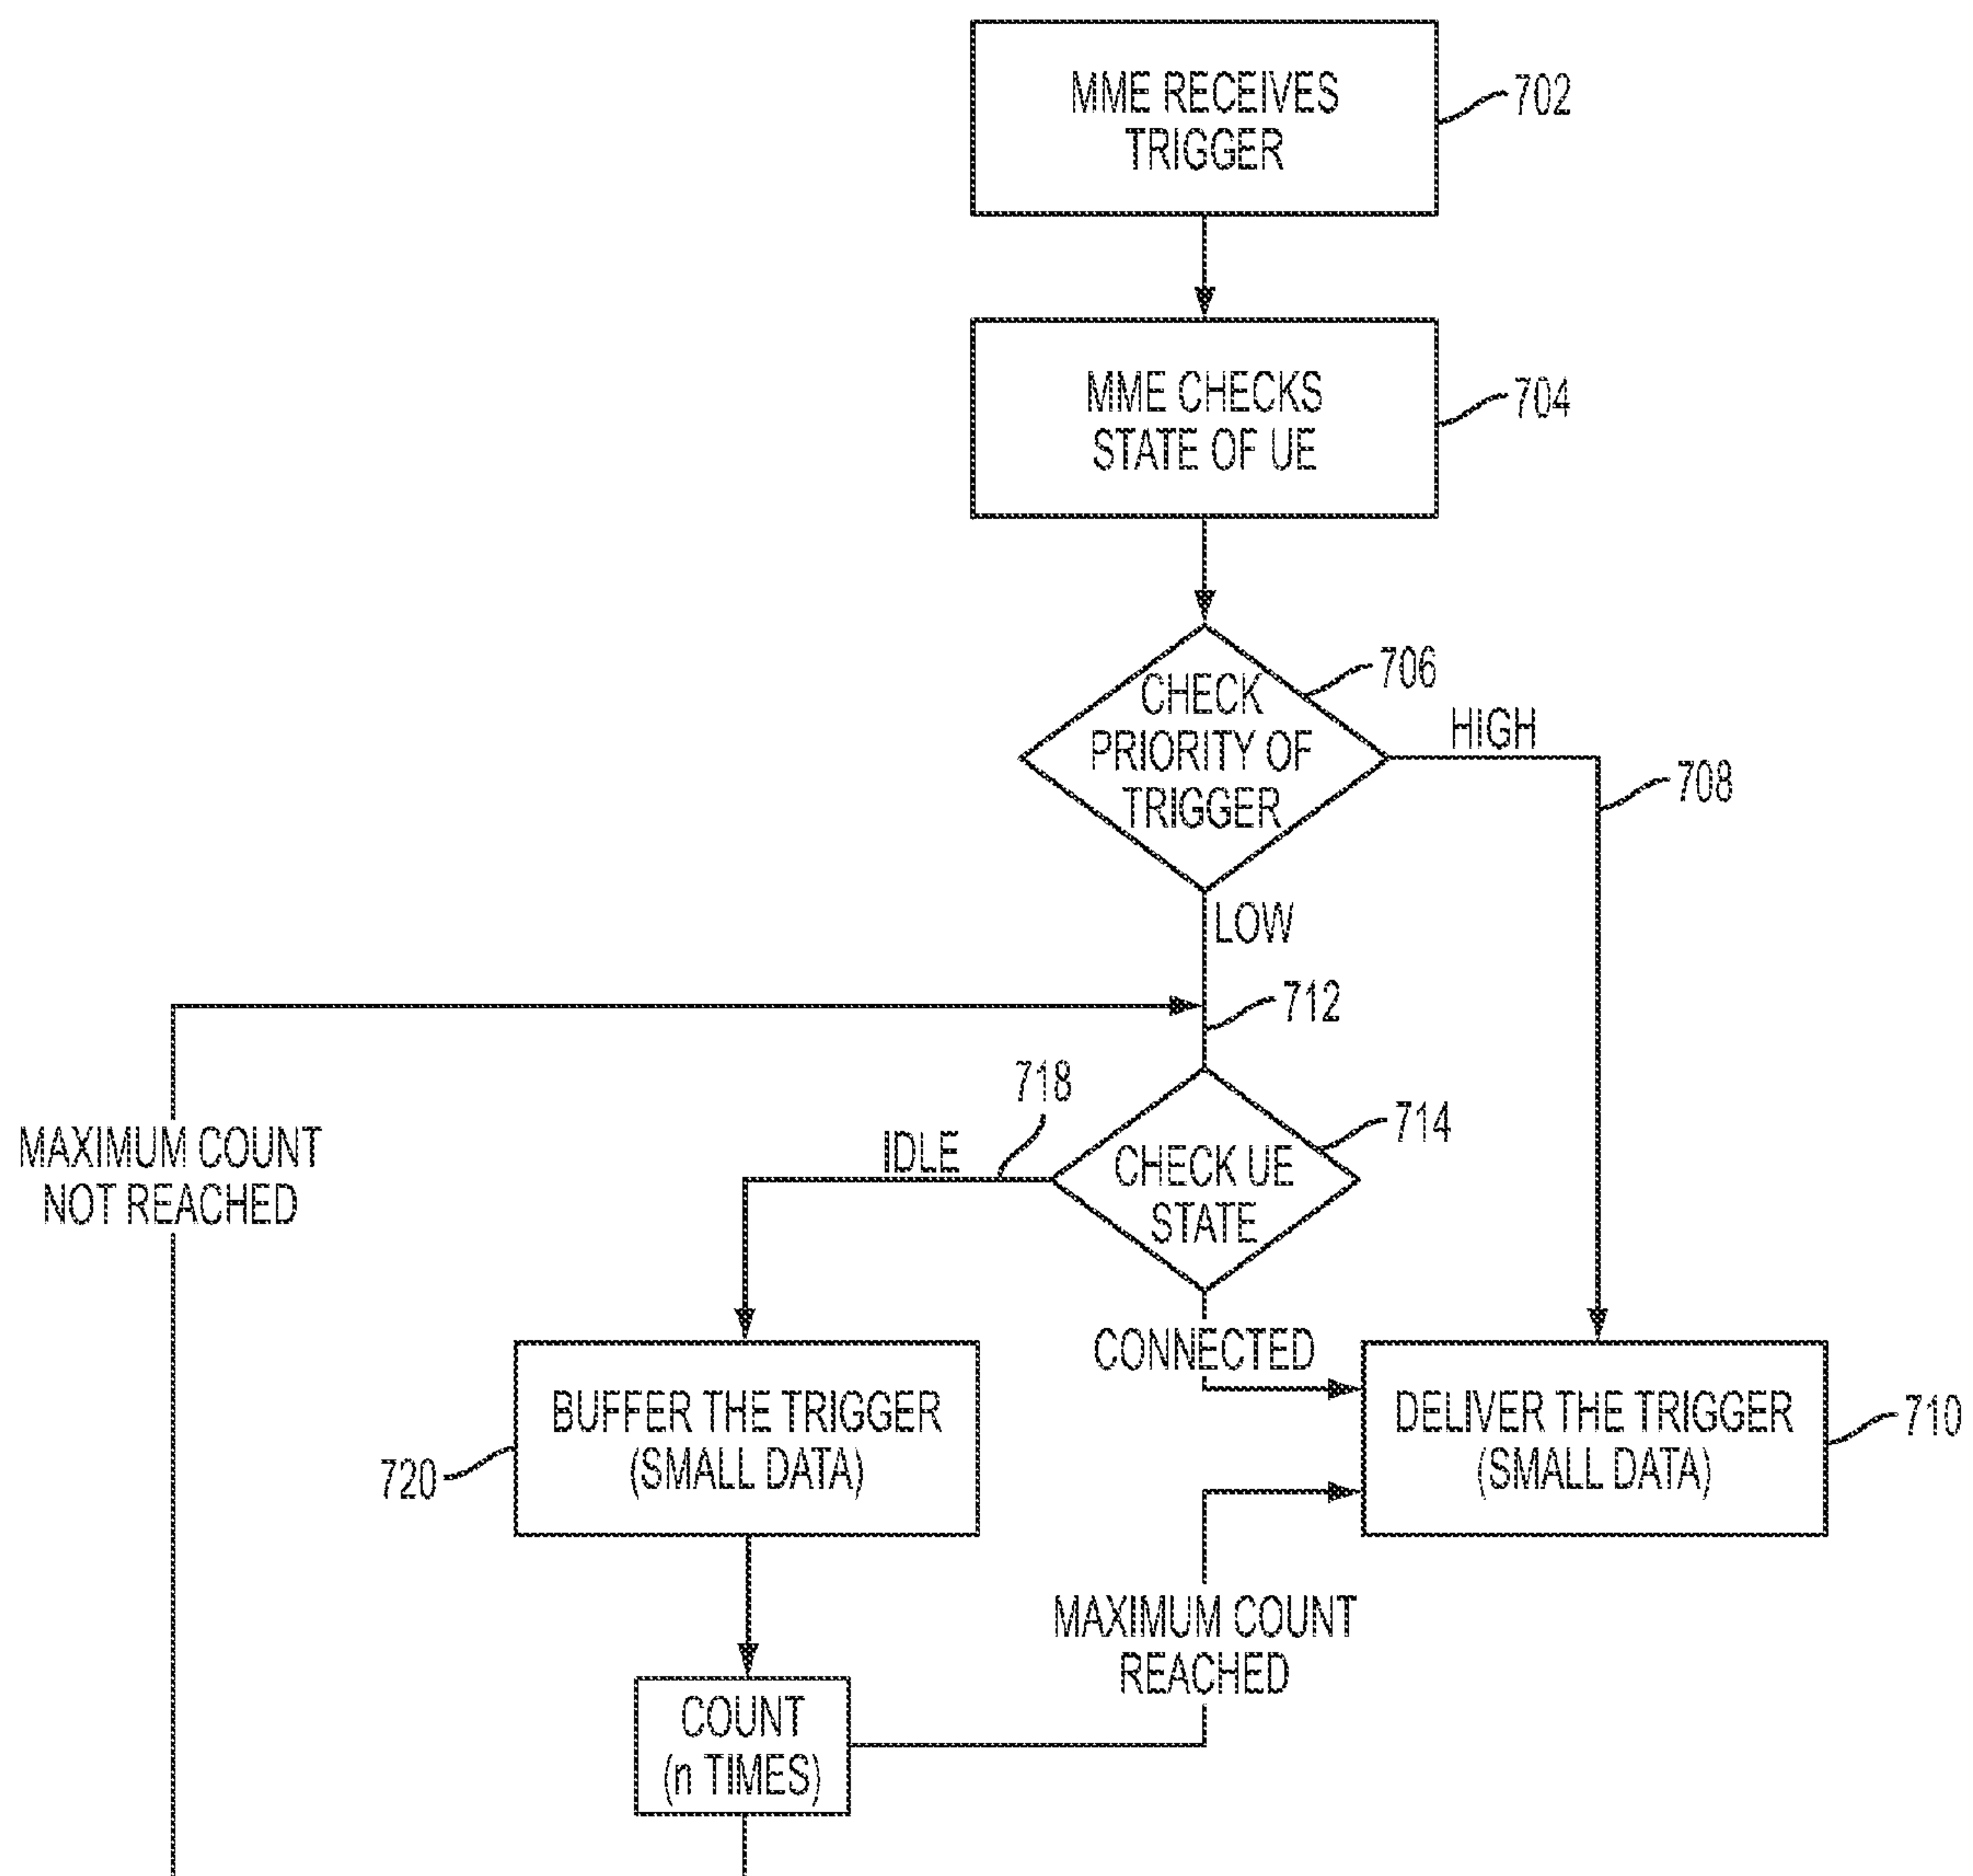 MME RECEIVES
TRIGGER
702
MME CHECKS
STATE OF UE
704
CHECK
PRIORITY OF
TRIGGER
706
HIGH
708
LOW
712
718
IDLE
714
CHECK UE
STATE
MAXIMUM COUNT
NOT REACHED
CONNECTED
BUFFER THE TRIGGER
(SMALL DATA)
720
DELIVER THE TRIGGER
(SMALL DATA)
710
MAXIMUM COUNT
REACHED
COUNT
(n TIMES)